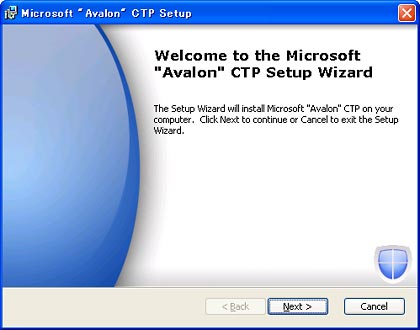 Microsoft "Avalon" CTP Setup
Welcome to the Microsoft
"Avalon" CTP Setup Wizard
The Setup Wizard will install Microsoft "Avalon" CTP on your
computer. Click Next to continue or Cancel to exit the Setup
Wizard.
< Back
Next >
Cancel